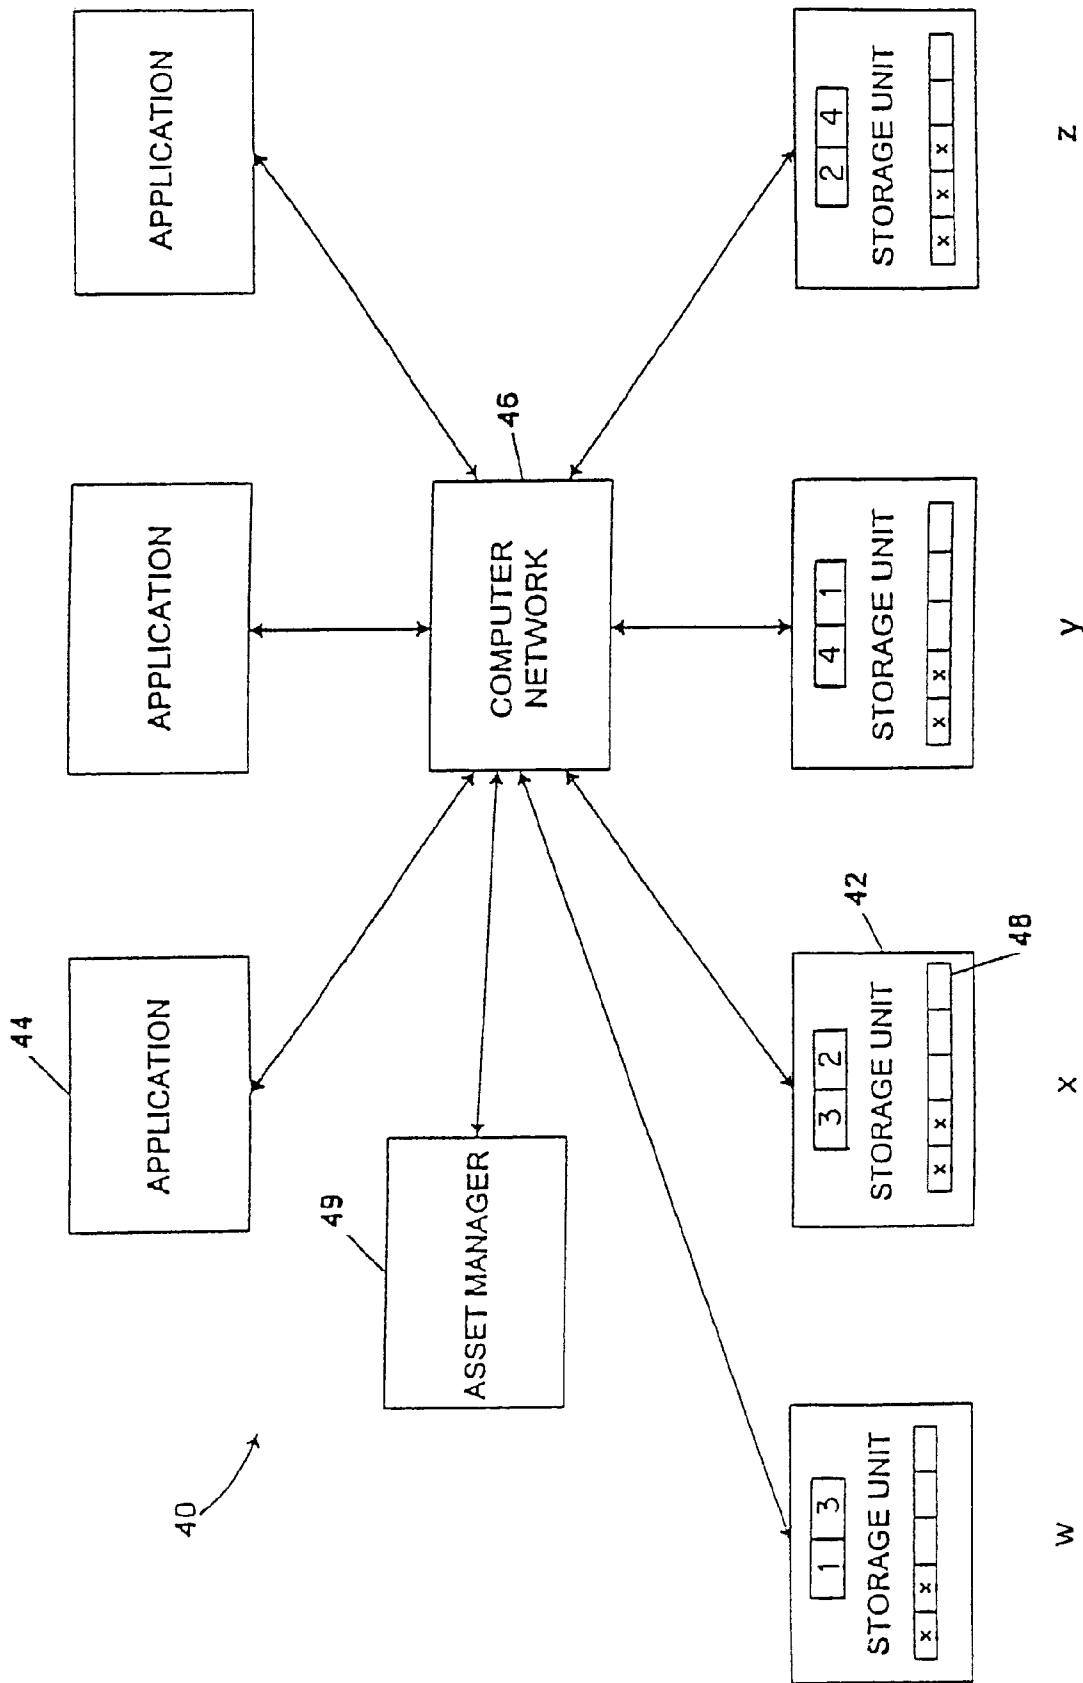 44
APPLICATION
APPLICATION
APPLICATION
40
49
ASSET MANAGER
COMPUTER
NETWORK
46
1 3
STORAGE UNIT
x x
3 2
STORAGE UNIT
x x
42
48
4 1
STORAGE UNIT
x x
2 4
STORAGE UNIT
x x x
w
x
y
z